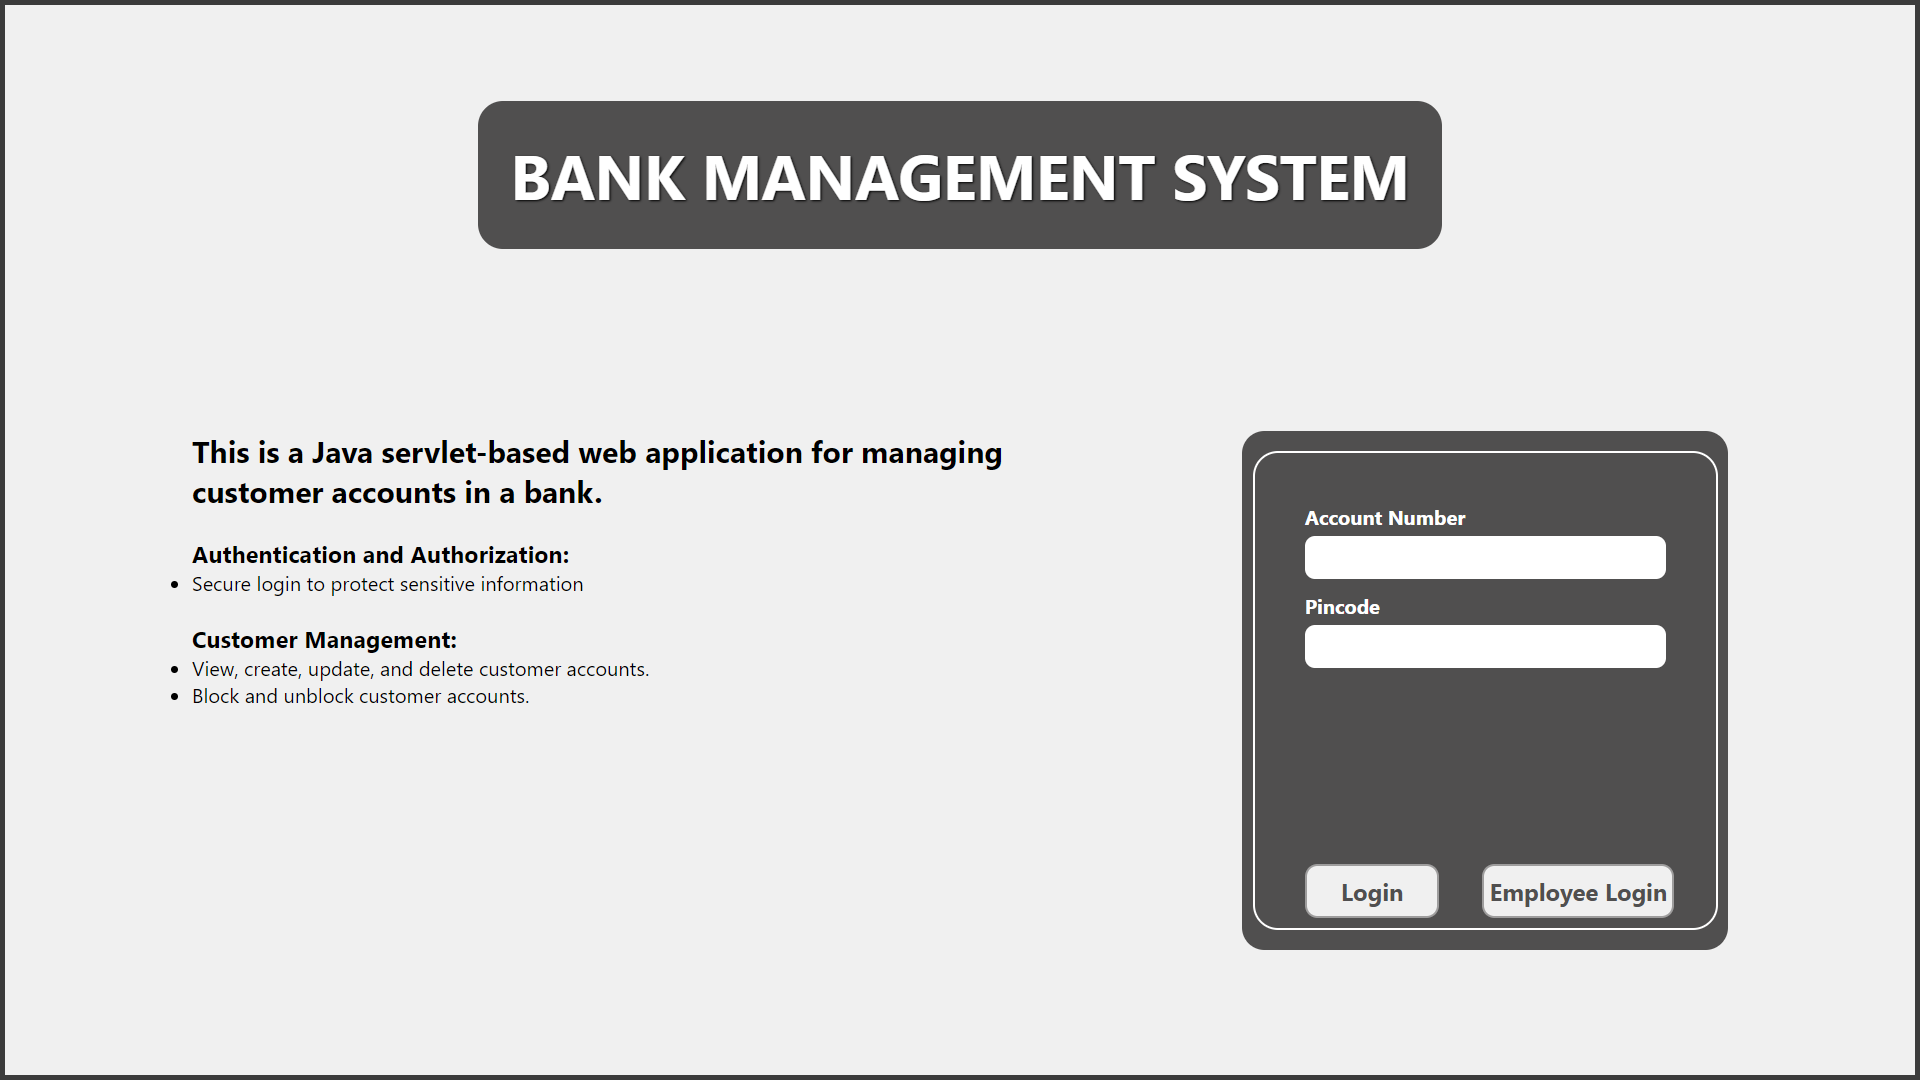 BANK MANAGEMENT SYSTEM
This is a Java servlet-based web application for managing
customer accounts in a bank.
Authentication and Authorization:
• Secure login to protect sensitive information
Customer Management:
• View, create, update, and delete customer accounts.
• Block and unblock customer accounts.
Account Number
Pincode
Login
Employee Login